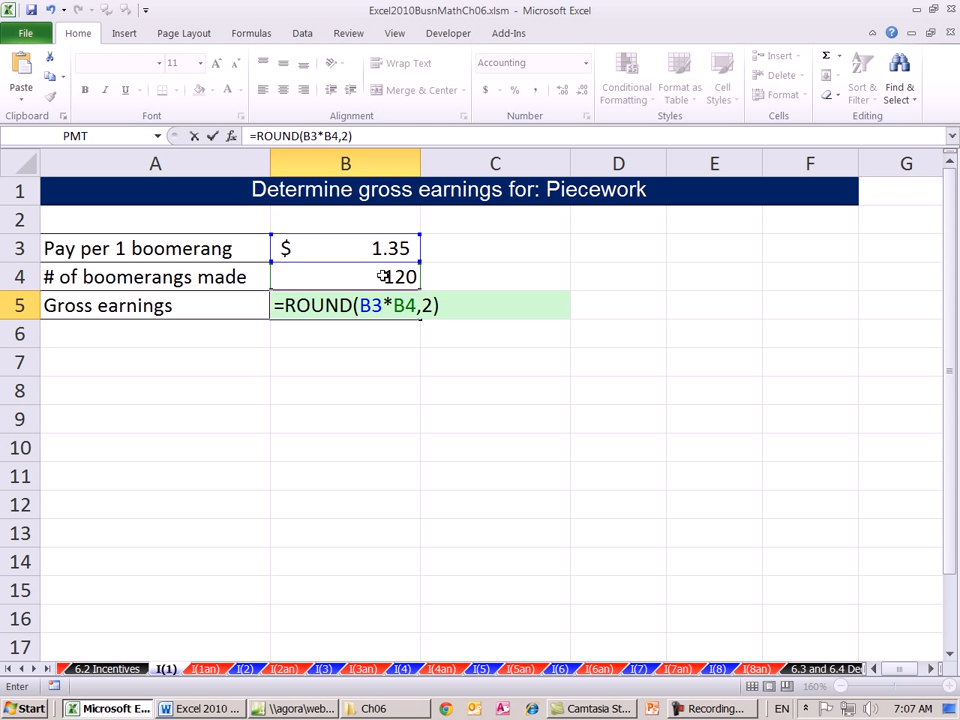 Excel2010BusnMathCh06.xlsm - Microsoft Excel
File Home Insert Page Layout Formulas Data Review View Developer Add-Ins
11 Wrap Text Accounting Insert Σ
Paste Merge & Center $ % , Conditional Formatting Format as Table Cell Styles Delete Format Sort & Filter Find & Select
B I U A
Clipboard Font Alignment Number Styles Cells Editing
PMT fx =ROUND(B3*B4,2)
A B C D E F G
1 Determine gross earnings for: Piecework
2
3 Pay per 1 boomerang $ 1.35
4 # of boomerangs made 120
5 Gross earnings =ROUND(B3*B4,2)
6
7
8
9
10
11
12
13
14
15
16
17
6.2 Incentives I(1) I(1an) I(2) I(2an) I(3) I(3an) I(4) I(4an) I(5) I(5an) I(6) I(6an) I(7) I(7an) I(8) I(8an) 6.3 and 6.4 De
Enter 160%
Start Microsoft E... Excel 2010 ... \\agora\web... Ch06 Camtasia St... Recording... EN 7:07 AM